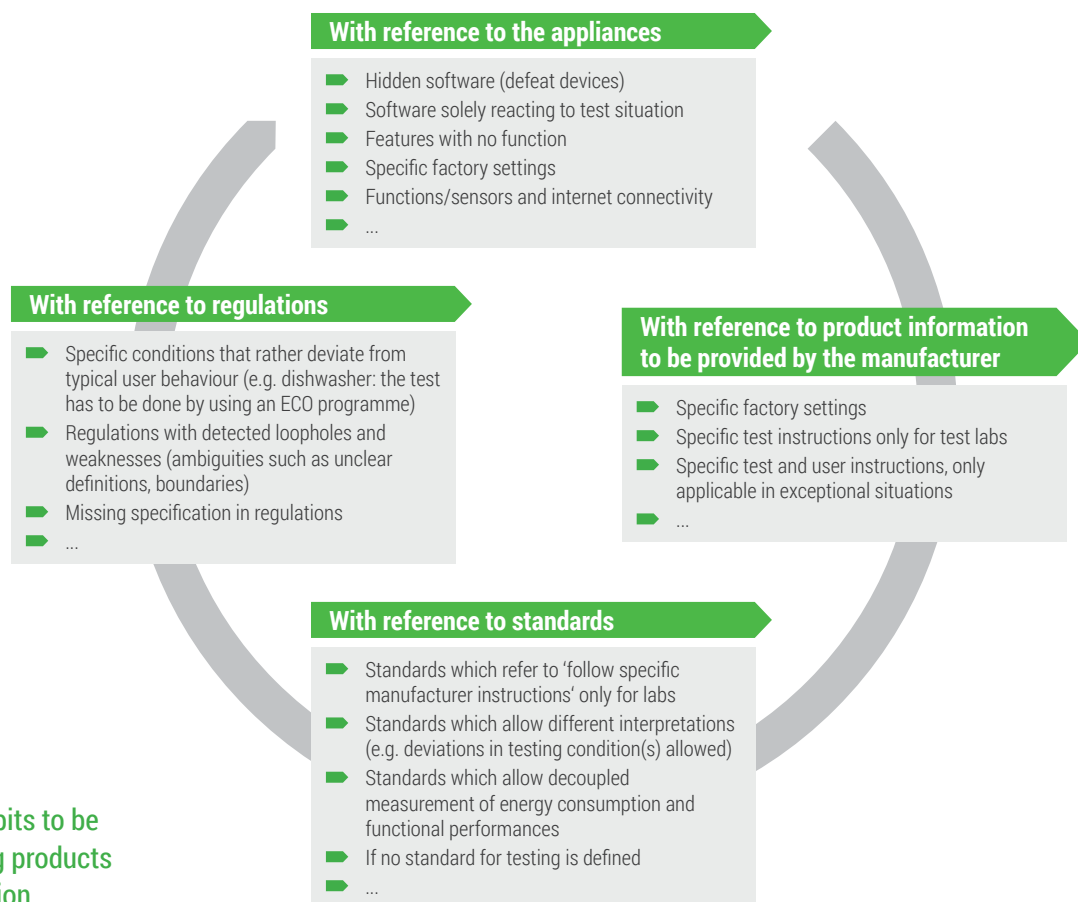 With reference to the appliances
Hidden software (defeat devices)
Software solely reacting to test situation
Features with no function
Specific factory settings
Functions/sensors and internet connectivity
...
With reference to regulations
Specific conditions that rather deviate from
typical user behaviour (e.g. dishwasher: the test
has to be done by using an ECO programme)
Regulations with detected loopholes and
weaknesses (ambiguities such as unclear
definitions, boundaries)
Missing specification in regulations
...
With reference to product information
to be provided by the manufacturer
Specific factory settings
Specific test instructions only for test labs
Specific test and user instructions, only
applicable in exceptional situations
...
With reference to standards
Standards which refer to ‘follow specific
manufacturer instructions‘ only for labs
Standards which allow different interpretations
(e.g. deviations in testing condition(s) allowed)
Standards which allow decoupled
measurement of energy consumption and
functional performances
If no standard for testing is defined
...
to be
products